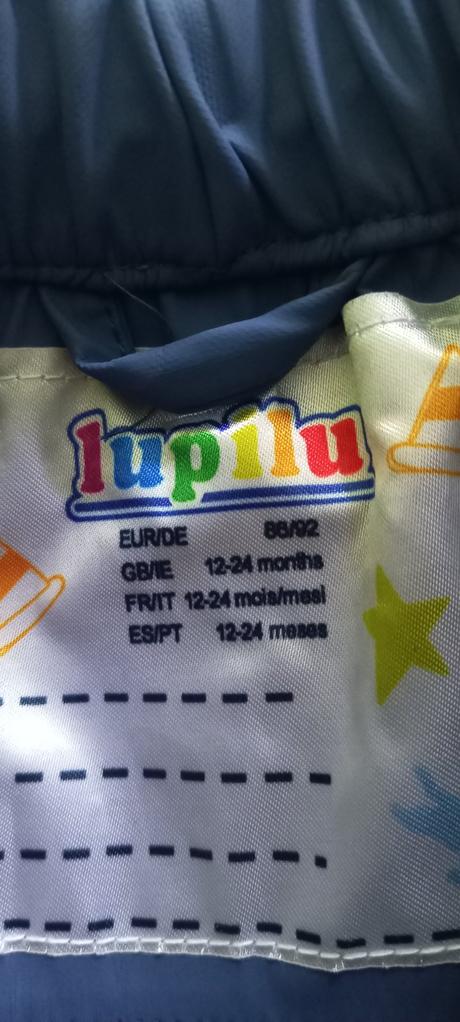 lupilu
EUR/DE 86/92
GB/IE 12-24 months
FR/IT 12-24 mois/mesi
ES/PT 12-24 meses